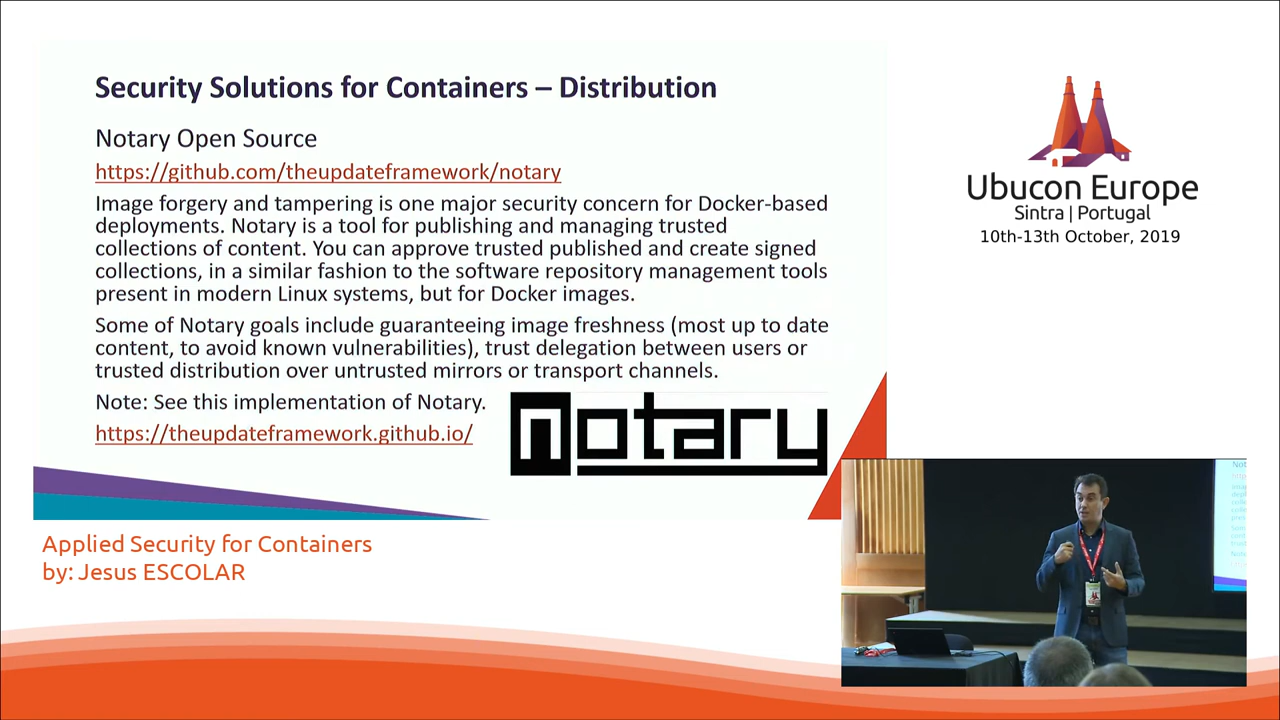 Security Solutions for Containers – Distribution
Notary Open Source
https://github.com/theupdateframework/notary
Image forgery and tampering is one major security concern for Docker-based
deployments. Notary is a tool for publishing and managing trusted
collections of content. You can approve trusted published and create signed
collections, in a similar fashion to the software repository management tools
present in modern Linux systems, but for Docker images.
Some of Notary goals include guaranteeing image freshness (most up to date
content, to avoid known vulnerabilities), trust delegation between users or
trusted distribution over untrusted mirrors or transport channels.
Note: See this implementation of Notary.
https://theupdateframework.github.io/
notary
Ubucon Europe
Sintra | Portugal
10th-13th October, 2019
Applied Security for Containers
by: Jesus ESCOLAR